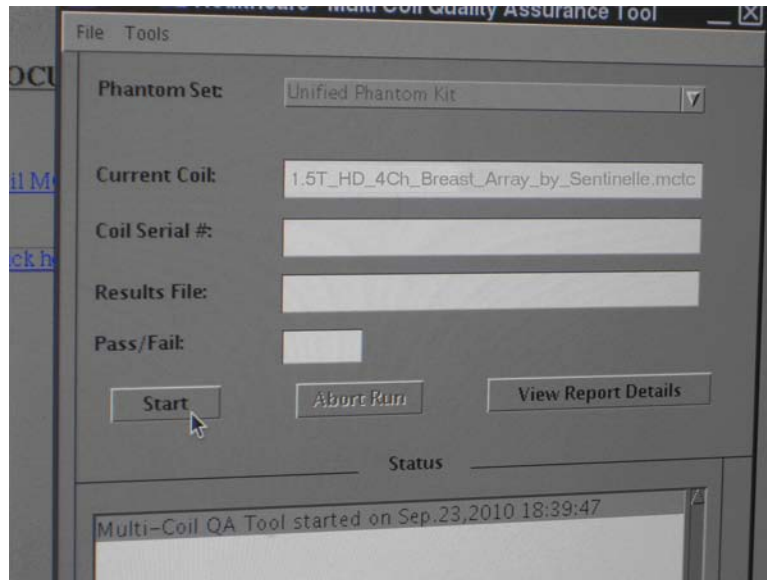 Multi Coil Quality Assurance Tool
File Tools
Phantom Set: Unified Phantom Kit
Current Coil: 1.5T_HD_4Ch_Breast_Array_by_Sentinelle.mctc
Coil Serial #:
Results File:
Pass/Fail:
Start Abort Run View Report Details
Status
Multi-Coil QA Tool started on Sep.23,2010 18:39:47